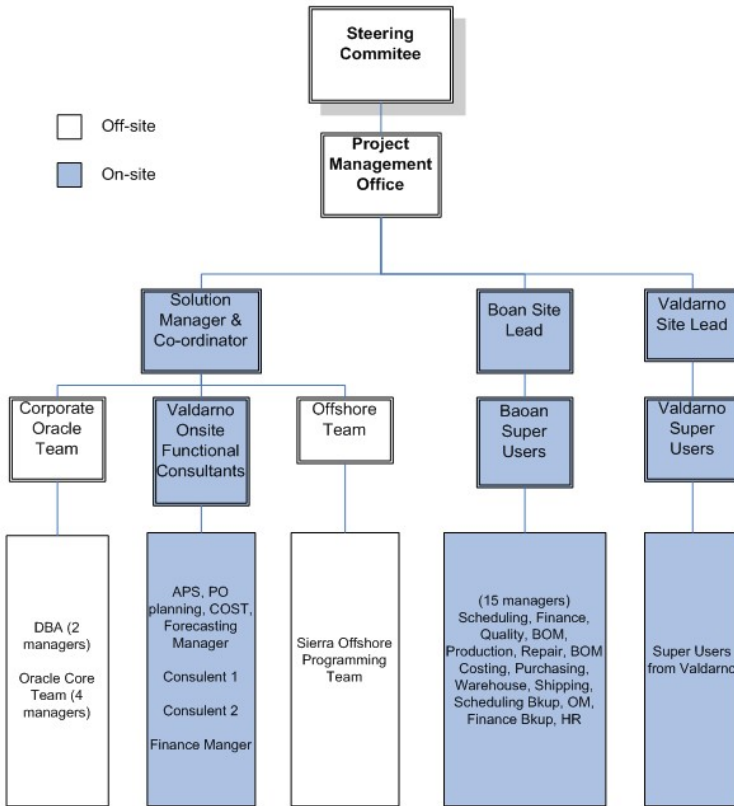 Steering
Commitee
Off-site
On-site
Project
Management
Office
Solution
Manager &
Co-ordinator
Boan Site
Lead
Valdarno
Site Lead
Corporate
Oracle
Team
Valdarno
Onsite
Functional
Consultants
Offshore
Team
Baoan
Super
Users
Valdarno
Super
Users
DBA (2
managers)
Oracle Core
Team (4
managers)
APS, PO
planning, COST,
Forecasting
Manager
Consulent 1
Consulent 2
Finance Manger
Sierra Offshore
Programming
Team
(15 managers)
Scheduling, Finance,
Quality, BOM,
Production, Repair, BOM
Costing, Purchasing,
Warehouse, Shipping,
Scheduling Bkup, OM,
Finance Bkup, HR
Super Users
from Valdarno